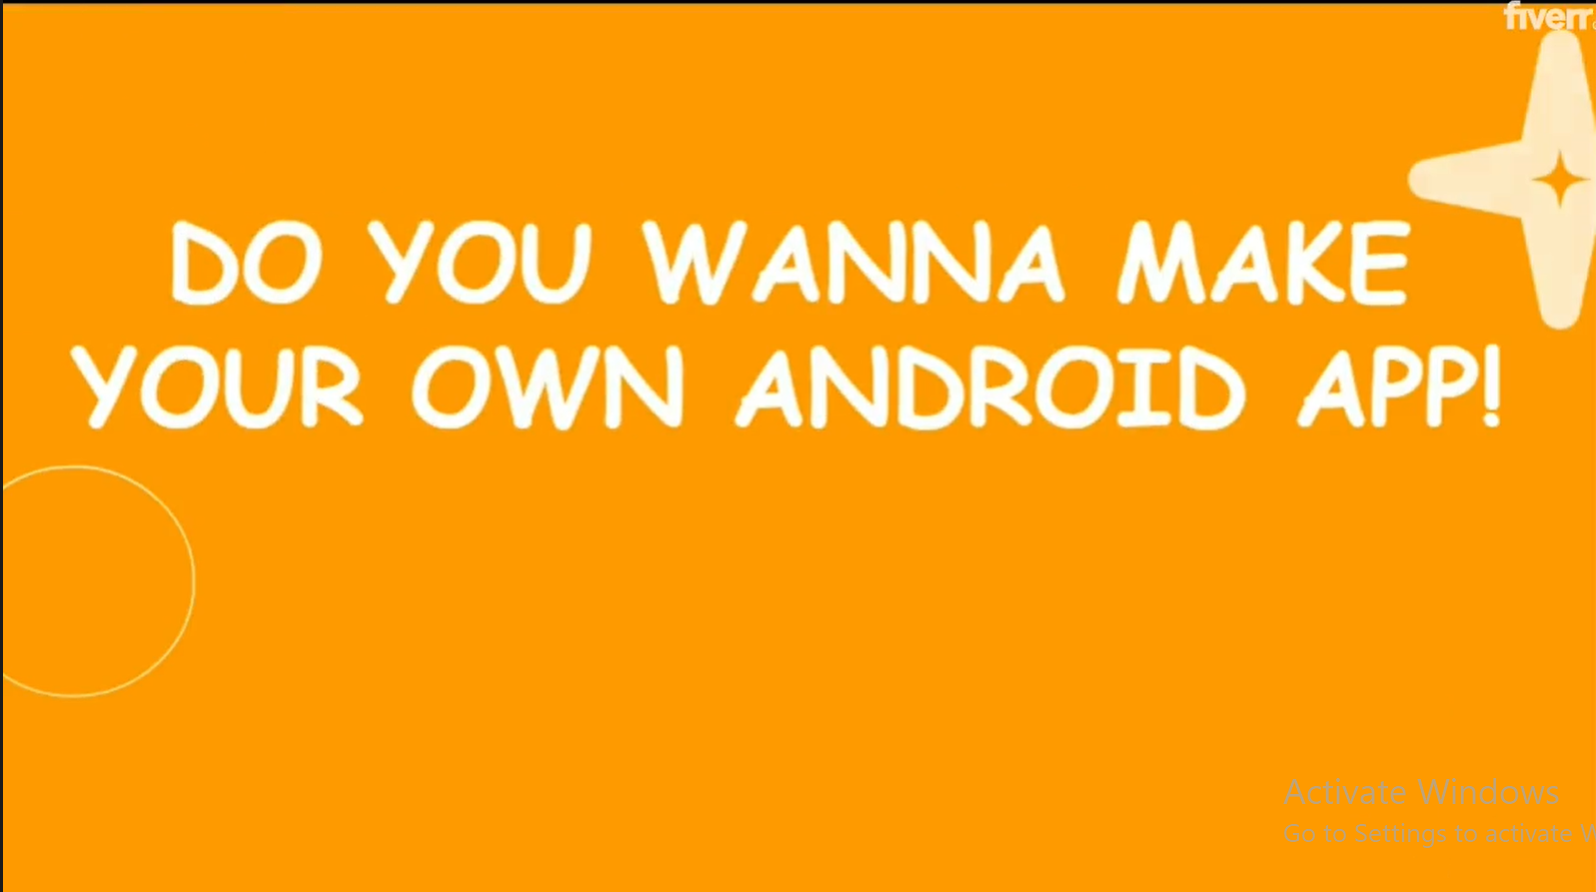 fiverr.
DO YOU WANNA MAKE
YOUR OWN ANDROID APP!
Activate Windows
Go to Settings to activate